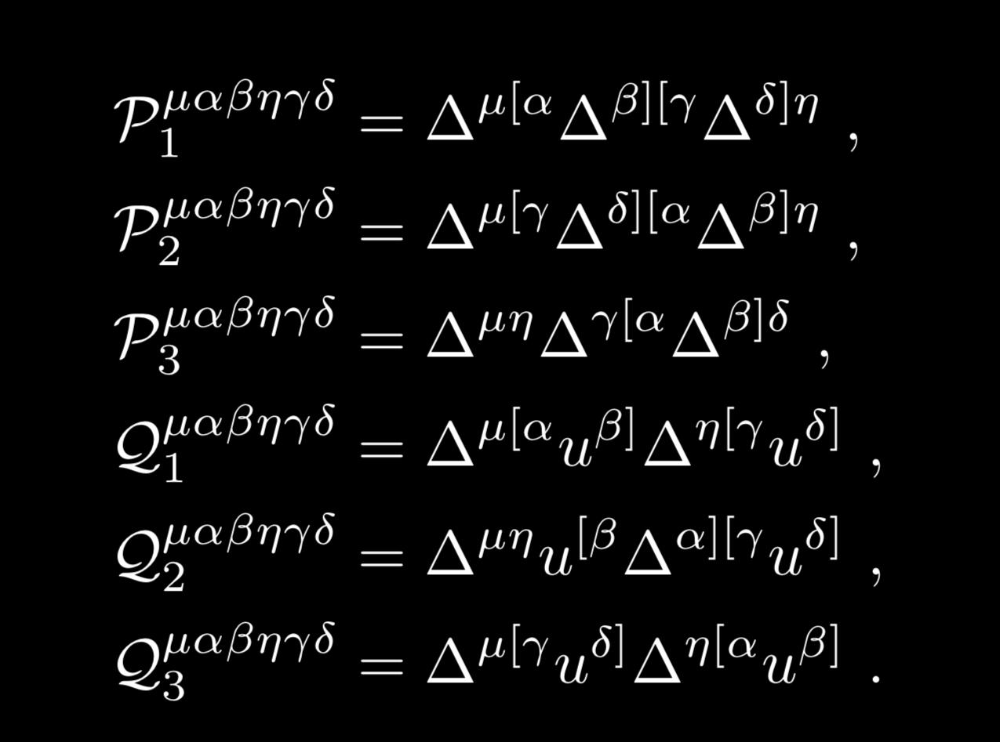 𝒫₁^{μαβηγδ} = Δ^{μ[α}Δ^{β][γ}Δ^{δ]η} ,
𝒫₂^{μαβηγδ} = Δ^{μ[γ}Δ^{δ][α}Δ^{β]η} ,
𝒫₃^{μαβηγδ} = Δ^{μη}Δ^{γ[α}Δ^{β]δ} ,
𝒬₁^{μαβηγδ} = Δ^{μ[α}u^{β]}Δ^{η[γ}u^{δ]} ,
𝒬₂^{μαβηγδ} = Δ^{μη}u^{[β}Δ^{α][γ}u^{δ]} ,
𝒬₃^{μαβηγδ} = Δ^{μ[γ}u^{δ]}Δ^{η[α}u^{β]} .